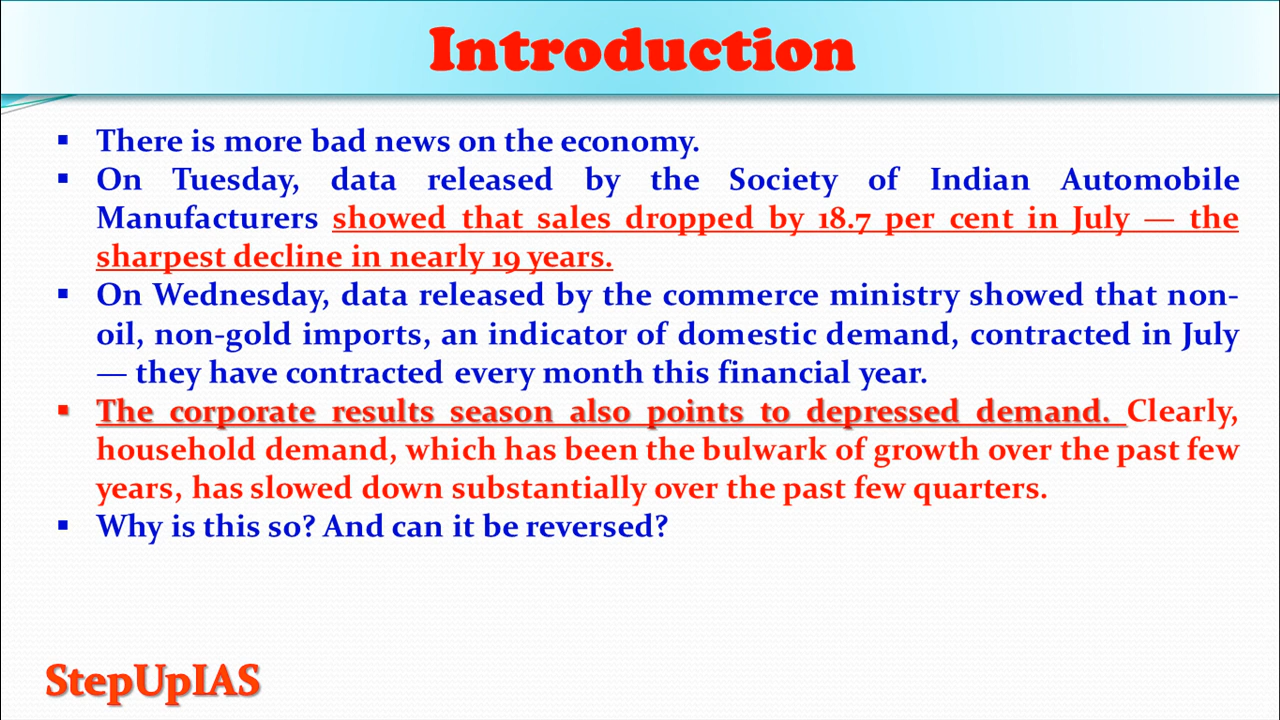 Introduction
▪ There is more bad news on the economy.
▪ On Tuesday, data released by the Society of Indian Automobile
Manufacturers showed that sales dropped by 18.7 per cent in July — the
sharpest decline in nearly 19 years.
▪ On Wednesday, data released by the commerce ministry showed that non-
oil, non-gold imports, an indicator of domestic demand, contracted in July
— they have contracted every month this financial year.
▪ The corporate results season also points to depressed demand. Clearly,
household demand, which has been the bulwark of growth over the past few
years, has slowed down substantially over the past few quarters.
▪ Why is this so? And can it be reversed?
StepUpIAS